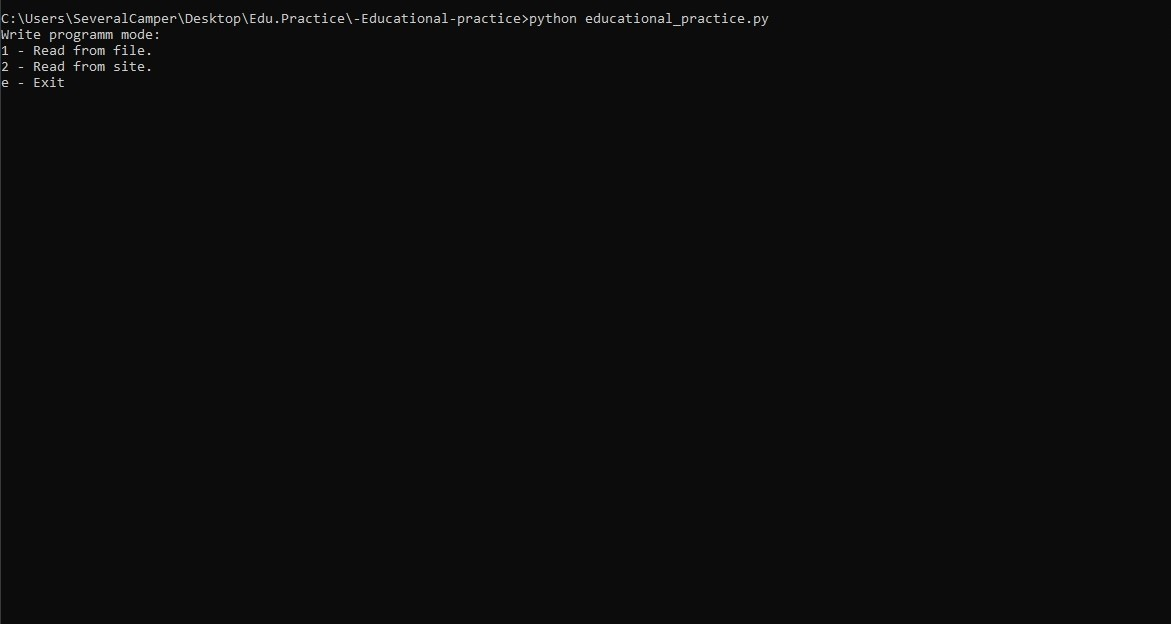 C:\Users\SeveralCamper\Desktop\Edu.Practice\-Educational-practice>python educational_practice.py
Write programm mode:
1 - Read from file.
2 - Read from site.
e - Exit